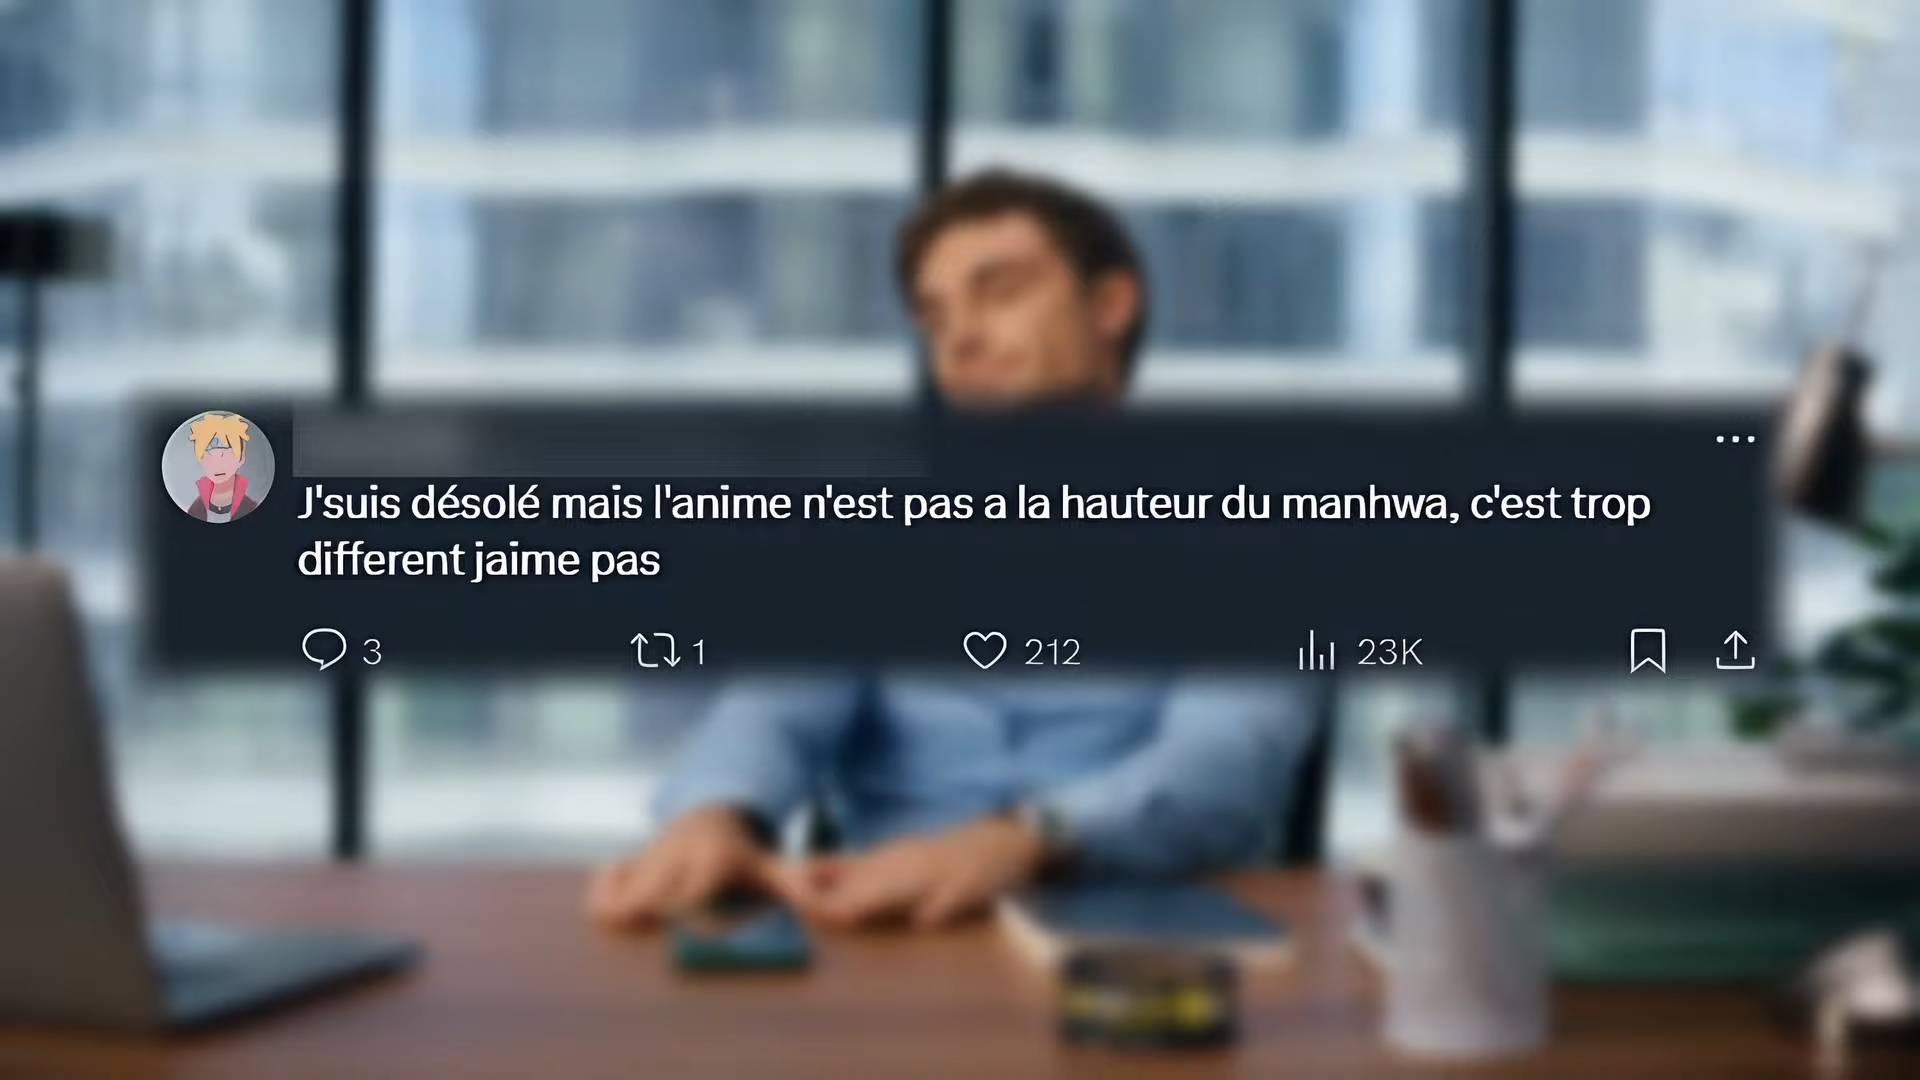 J'suis désolé mais l'anime n'est pas a la hauteur du manhwa, c'est trop
different jaime pas
3 1 212 23K